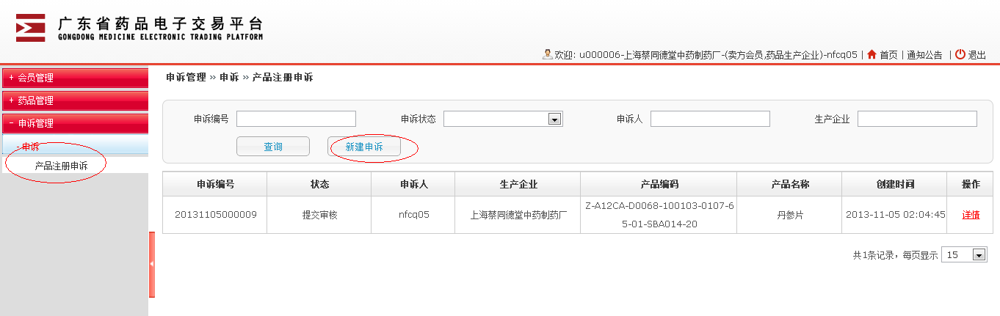 广东省药品电子交易平台
GONGDONG MEDICINE ELECTRONIC TRADING PLATFORM
欢迎: u000006-上海蔡同德堂中药制药厂-(卖方会员,药品生产企业)-nfcq05 | 首页 | 通知公告 | 退出
+ 会员管理
+ 药品管理
- 申诉管理
- 申诉
产品注册申诉
申诉管理 » 申诉 » 产品注册申诉
申诉编号 申诉状态 申诉人 生产企业
查询 新建申诉
申诉编号 状态 申诉人 生产企业 产品编码 产品名称 创建时间 操作
20131105000009 提交审核 nfcq05 上海蔡同德堂中药制药厂 Z-A12CA-D0068-100103-0107-6
5-01-SBA014-20 丹参片 2013-11-05 02:04:45 详情
共1条记录，每页显示 15